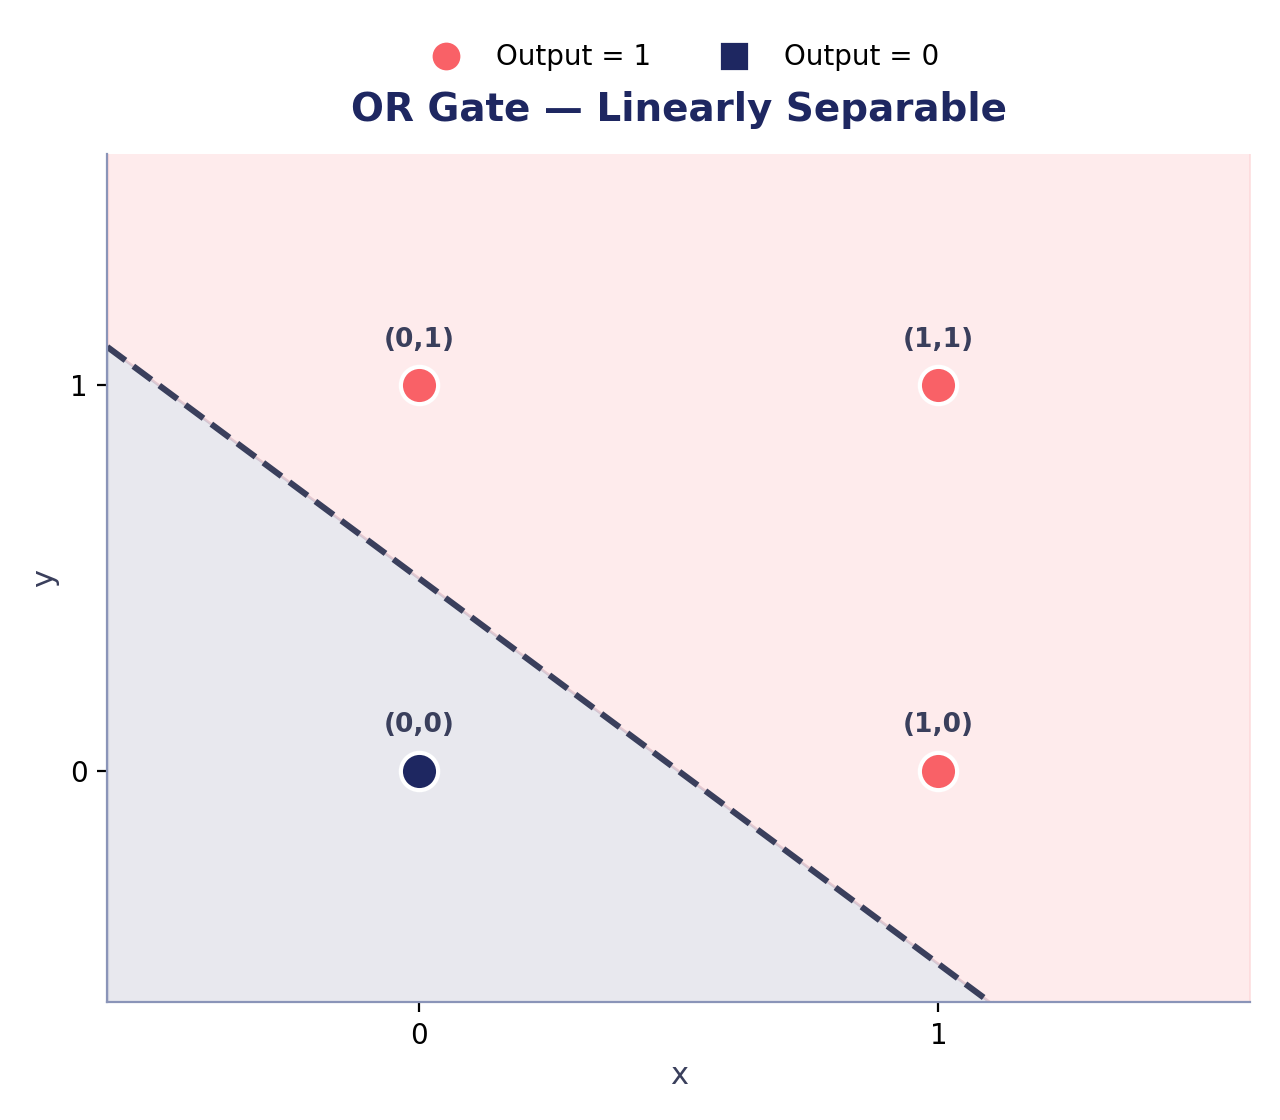 Output = 1 Output = 0
OR Gate — Linearly Separable
(0,1) (1,1)
1
y
(0,0) (1,0)
0
0 1
x